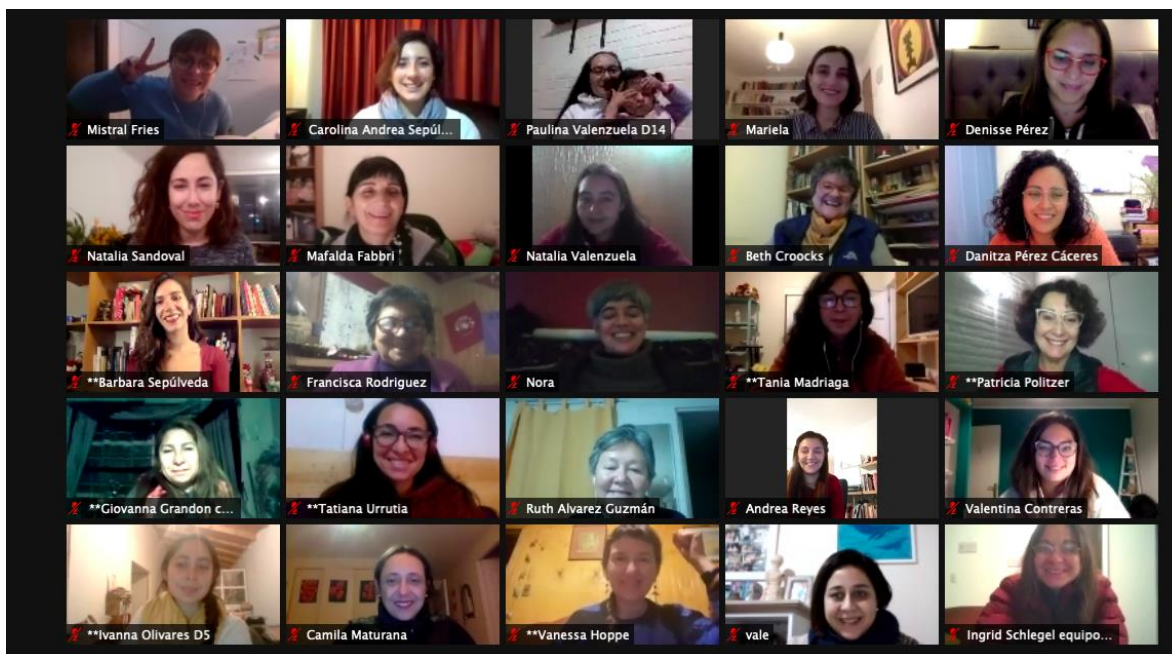 Mistral Fries
Carolina Andrea Sepúl...
Paulina Valenzuela D14
Mariela
Denisse Pérez
Natalia Sandoval
Mafalda Fabbri
Natalia Valenzuela
Beth Croocks
Danitza Pérez Cáceres
**Barbara Sepúlveda
Francisca Rodriguez
Nora
**Tania Madriaga
**Patricia Politzer
**Giovanna Grandon c...
**Tatiana Urrutia
Ruth Alvarez Guzmán
Andrea Reyes
Valentina Contreras
**Ivanna Olivares D5
Camila Maturana
**Vanessa Hoppe
vale
Ingrid Schlegel equipo...